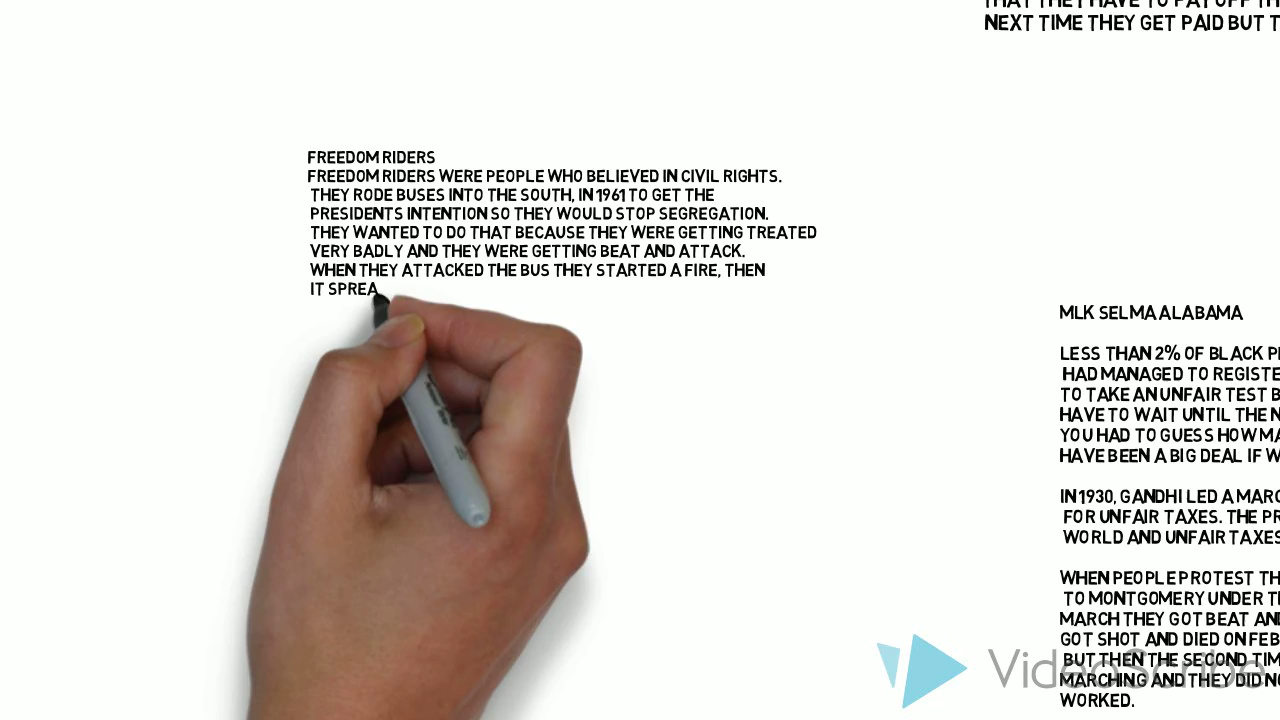 THAT THEY HAVE TO PAY OFF TH
NEXT TIME THEY GET PAID BUT T
FREEDOM RIDERS
FREEDOM RIDERS WERE PEOPLE WHO BELIEVED IN CIVIL RIGHTS.
THEY RODE BUSES INTO THE SOUTH, IN 1961 TO GET THE
PRESIDENTS INTENTION SO THEY WOULD STOP SEGREGATION.
THEY WANTED TO DO THAT BECAUSE THEY WERE GETTING TREATED
VERY BADLY AND THEY WERE GETTING BEAT AND ATTACK.
WHEN THEY ATTACKED THE BUS THEY STARTED A FIRE, THEN
IT SPREA
MLK SELMA ALABAMA
LESS THAN 2% OF BLACK P
HAD MANAGED TO REGISTE
TO TAKE AN UNFAIR TEST B
HAVE TO WAIT UNTIL THE N
YOU HAD TO GUESS HOW MA
HAVE BEEN A BIG DEAL IF W
IN 1930, GANDHI LED A MARC
FOR UNFAIR TAXES. THE PR
WORLD AND UNFAIR TAXES
WHEN PEOPLE PROTEST TH
TO MONTGOMERY UNDER T
MARCH THEY GOT BEAT AND
GOT SHOT AND DIED ON FEB
BUT THEN THE SECOND TIM
MARCHING AND THEY DID NO
WORKED.
VideoScribe